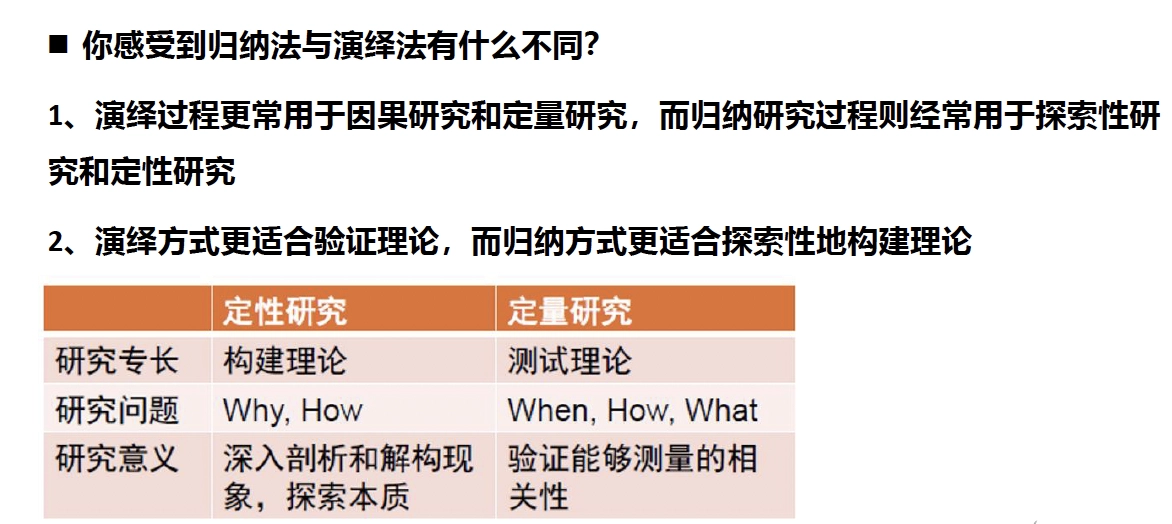 ■ 你感受到归纳法与演绎法有什么不同？
1、演绎过程更常用于因果研究和定量研究，而归纳研究过程则经常用于探索性研
究和定性研究
2、演绎方式更适合验证理论，而归纳方式更适合探索性地构建理论
定性研究 定量研究
研究专长 构建理论 测试理论
研究问题 Why, How When, How, What
研究意义 深入剖析和解构现 验证能够测量的相
象，探索本质 关性